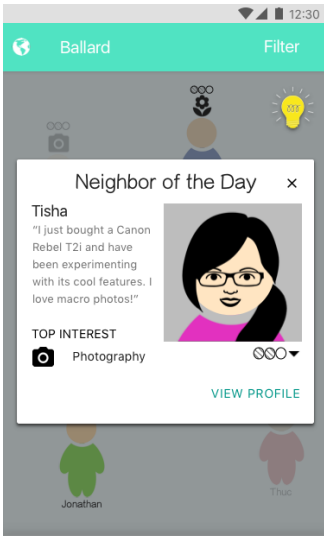 12:30
Ballard
Filter
Neighbor of the Day
×
Tisha
“I just bought a Canon
Rebel T2i and have
been experimenting
with its cool features. I
love macro photos!”
TOP INTEREST
Photography
VIEW PROFILE
Jonathan
Thuc